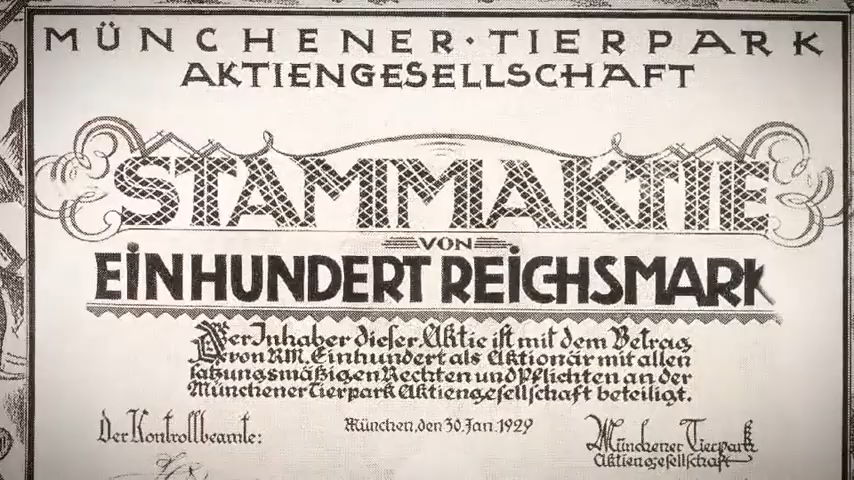 MÜNCHENER·TIERPARK
AKTIENGESELLSCHAFT
STAMMAKTIE
VON
EINHUNDERT REICHSMARK
Der Inhaber dieser Aktie ist mit dem Betrag
von RM. Einhundert als Aktionär mit allen
satzungsmäßigen Rechten und Pflichten an der
Münchener Tierpark Aktiengesellschaft beteiligt.
Der Kontrollbeamte:
München, den 30. Jan. 1929
Münchener Tierpark
Aktiengesellschaft